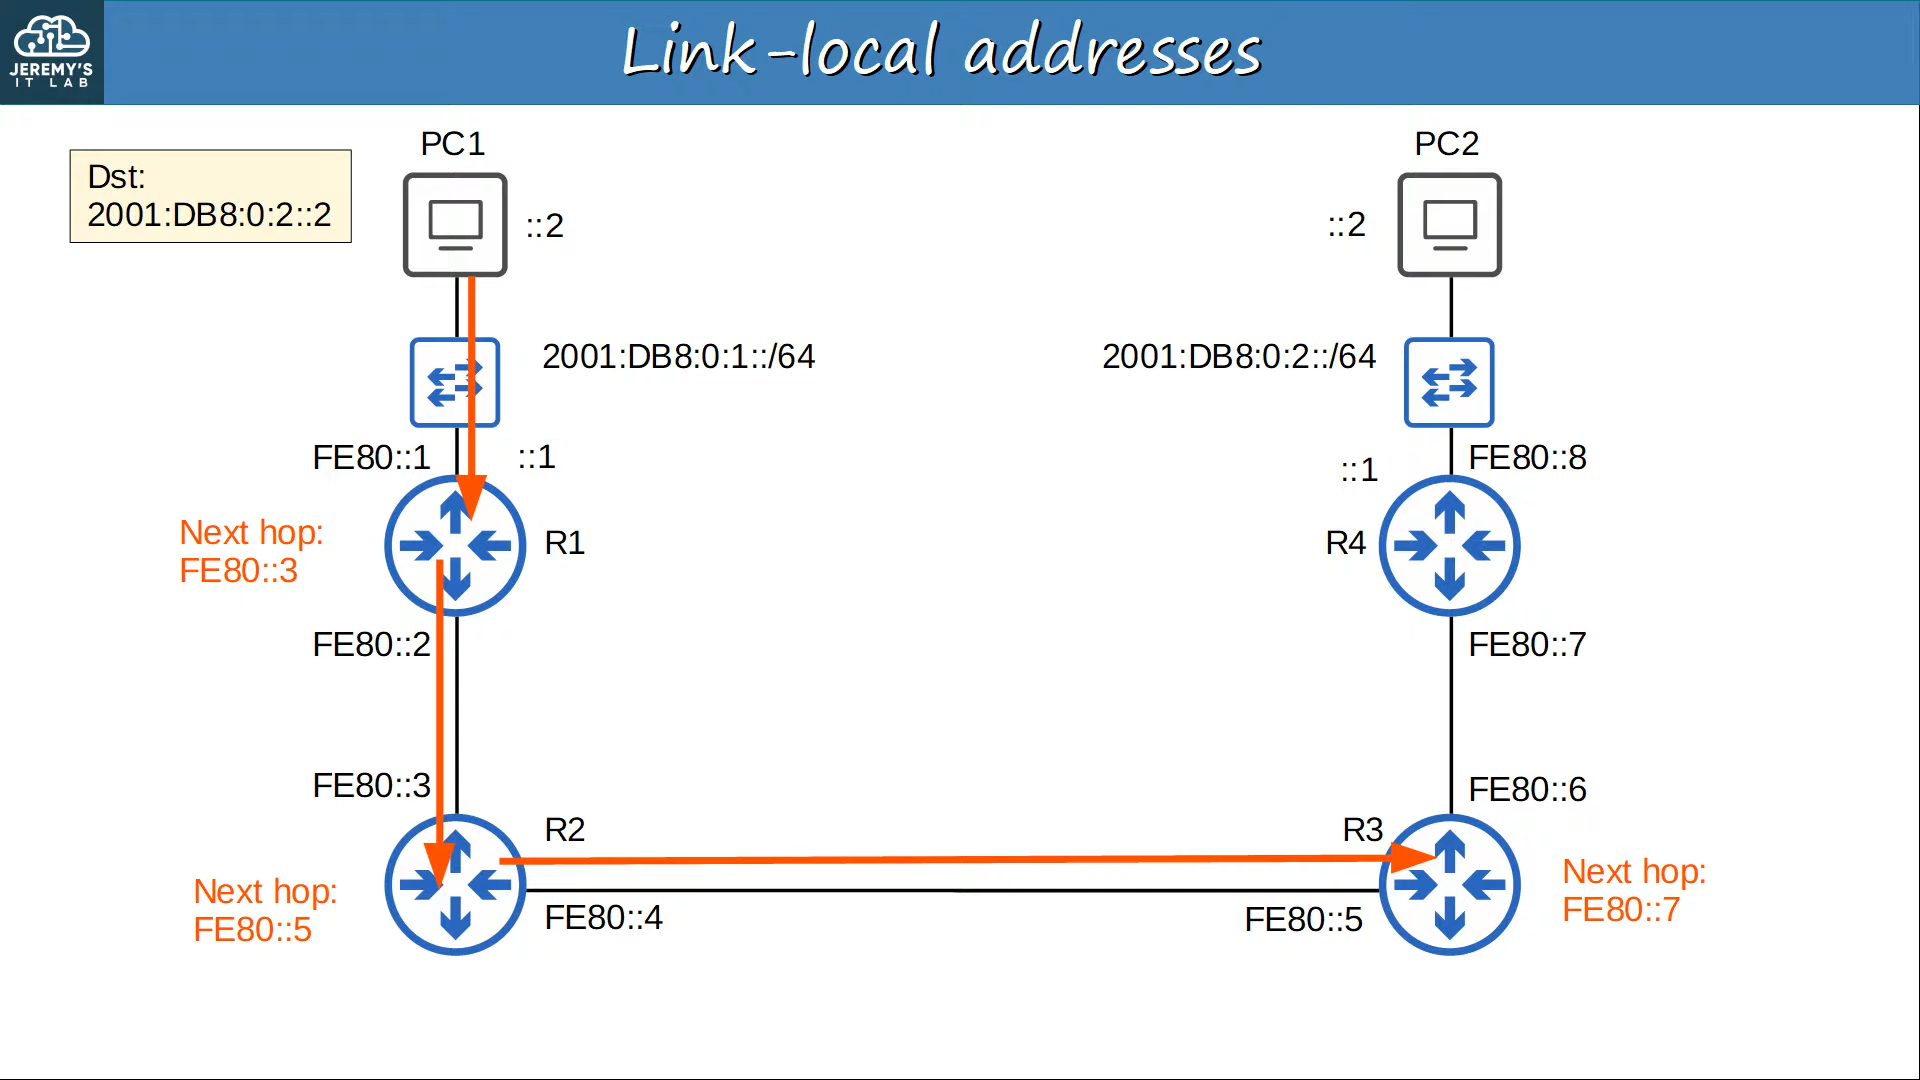 JEREMY'S
IT LAB
Link-local addresses
PC1
PC2
Dst:
2001:DB8:0:2::2
::2
::2
2001:DB8:0:1::/64
2001:DB8:0:2::/64
FE80::1
::1
::1
FE80::8
Next hop:
FE80::3
R1
R4
FE80::2
FE80::7
FE80::3
FE80::6
R2
R3
Next hop:
FE80::5
FE80::4
FE80::5
Next hop:
FE80::7